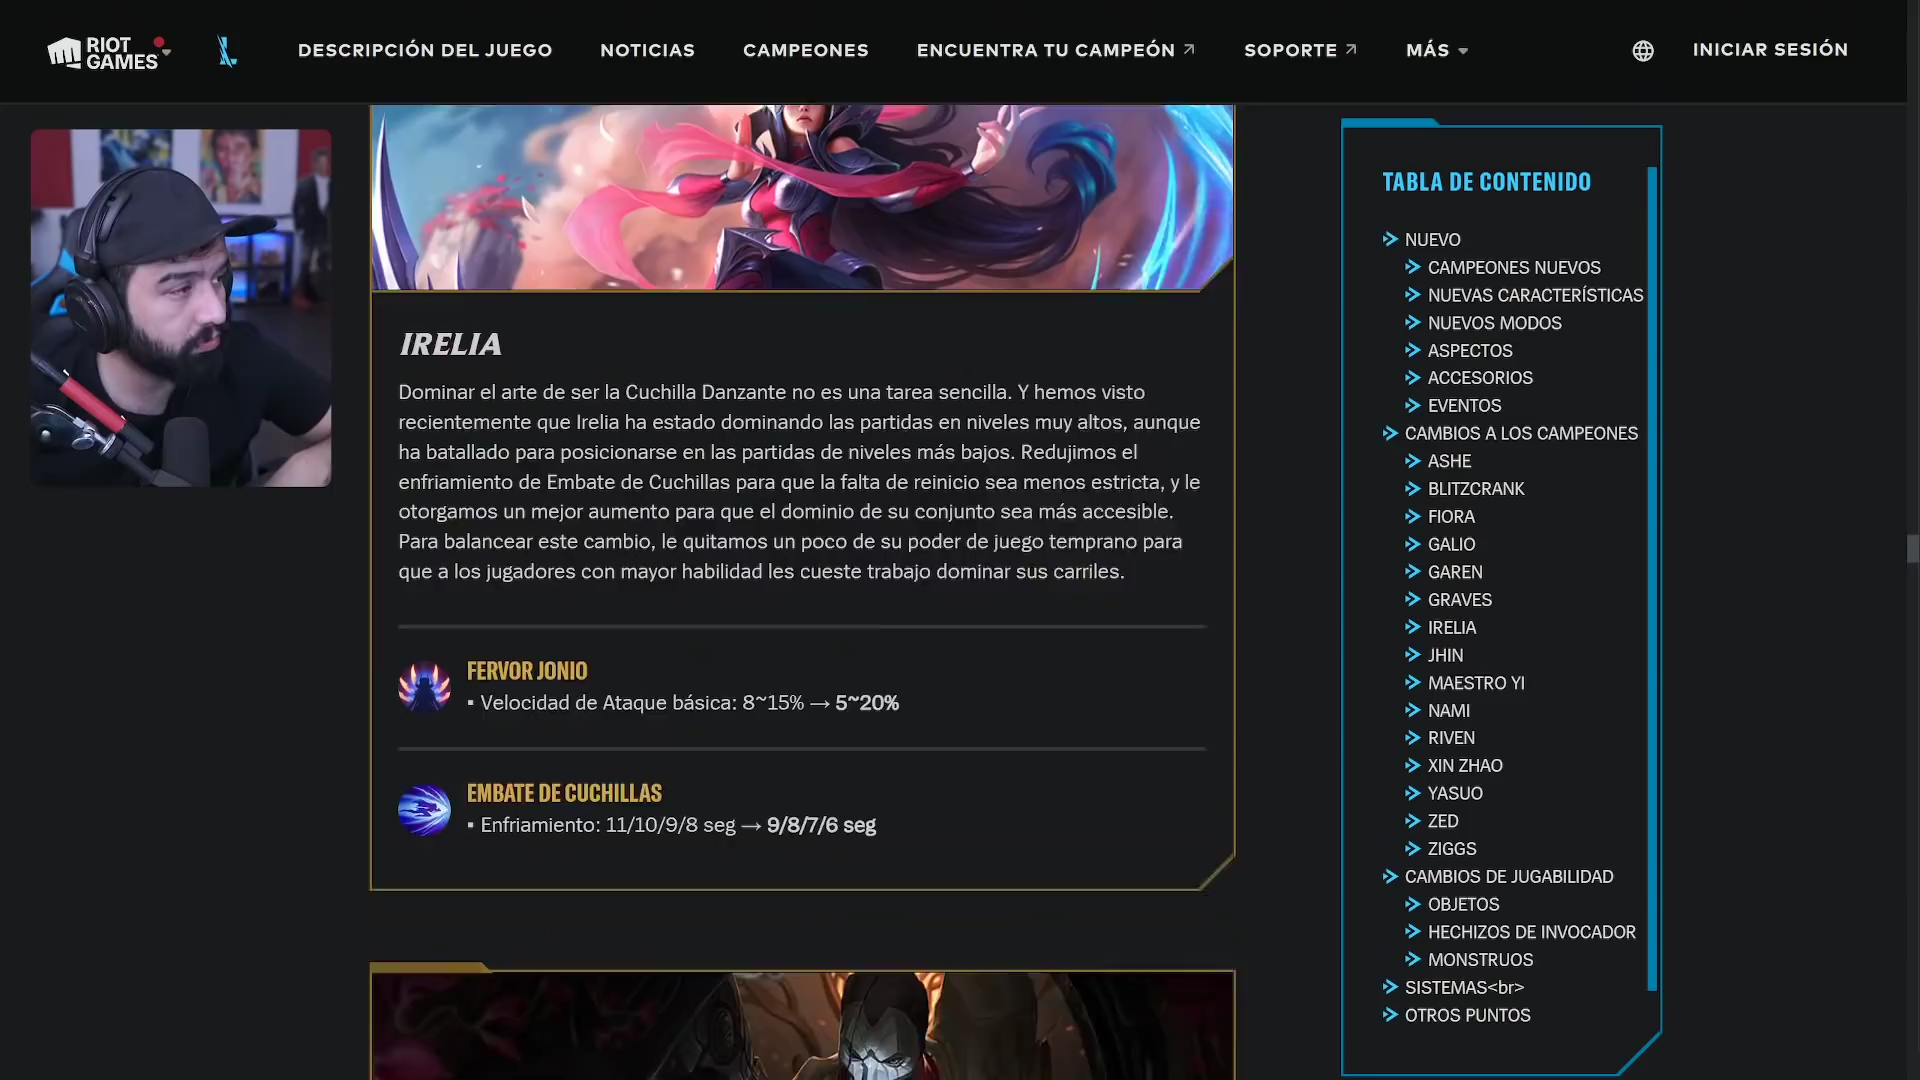 RIOT GAMES
DESCRIPCIÓN DEL JUEGO
NOTICIAS
CAMPEONES
ENCUENTRA TU CAMPEÓN
SOPORTE
MÁS
INICIAR SESIÓN
IRELIA
Dominar el arte de ser la Cuchilla Danzante no es una tarea sencilla. Y hemos visto
recientemente que Irelia ha estado dominando las partidas en niveles muy altos, aunque
ha batallado para posicionarse en las partidas de niveles más bajos. Redujimos el
enfriamiento de Embate de Cuchillas para que la falta de reinicio sea menos estricta, y le
otorgamos un mejor aumento para que el dominio de su conjunto sea más accesible.
Para balancear este cambio, le quitamos un poco de su poder de juego temprano para
que a los jugadores con mayor habilidad les cueste trabajo dominar sus carriles.
FERVOR JONIO
▪ Velocidad de Ataque básica: 8~15% → 5~20%
EMBATE DE CUCHILLAS
▪ Enfriamiento: 11/10/9/8 seg → 9/8/7/6 seg
TABLA DE CONTENIDO
NUEVO
CAMPEONES NUEVOS
NUEVAS CARACTERÍSTICAS
NUEVOS MODOS
ASPECTOS
ACCESORIOS
EVENTOS
CAMBIOS A LOS CAMPEONES
ASHE
BLITZCRANK
FIORA
GALIO
GAREN
GRAVES
IRELIA
JHIN
MAESTRO YI
NAMI
RIVEN
XIN ZHAO
YASUO
ZED
ZIGGS
CAMBIOS DE JUGABILIDAD
OBJETOS
HECHIZOS DE INVOCADOR
MONSTRUOS
SISTEMAS<br>
OTROS PUNTOS